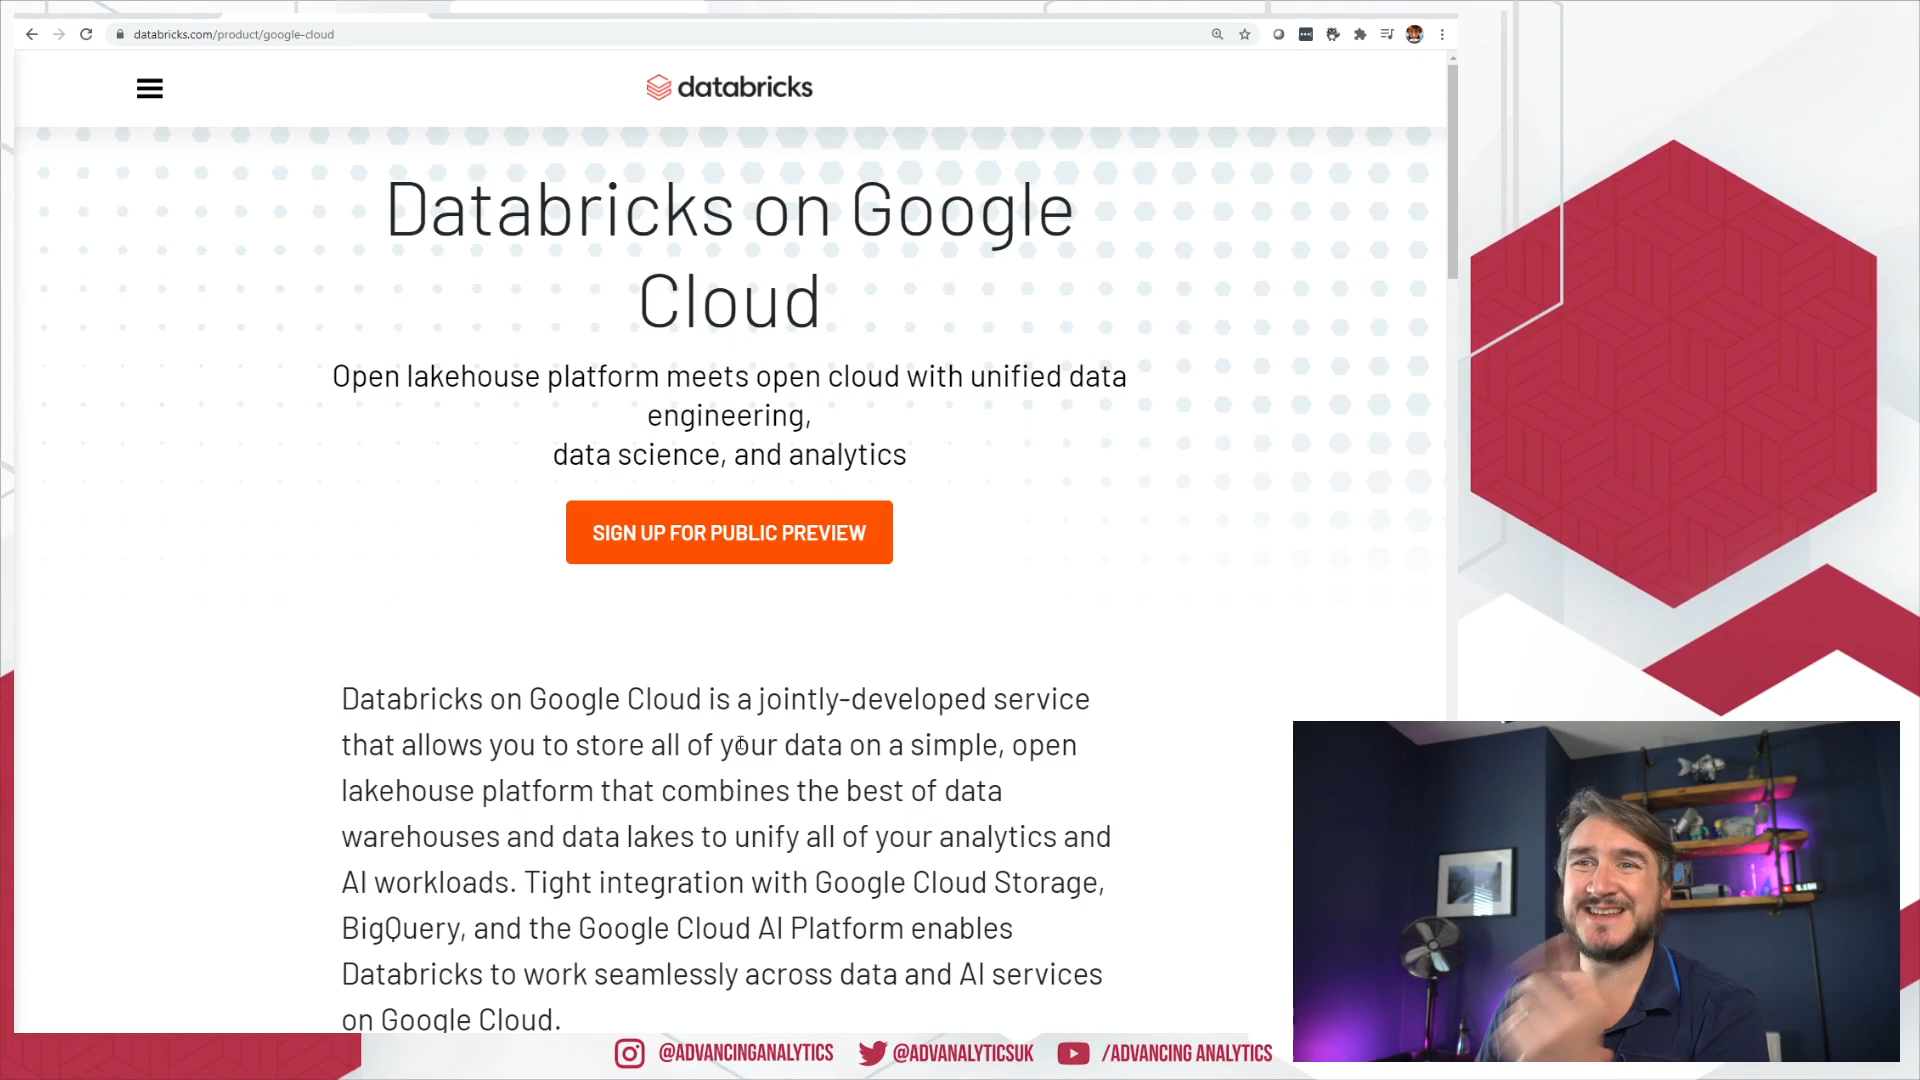 databricks.com/product/google-cloud
databricks
Databricks on Google
Cloud
Open lakehouse platform meets open cloud with unified data
engineering,
data science, and analytics
SIGN UP FOR PUBLIC PREVIEW
Databricks on Google Cloud is a jointly-developed service
that allows you to store all of your data on a simple, open
lakehouse platform that combines the best of data
warehouses and data lakes to unify all of your analytics and
AI workloads. Tight integration with Google Cloud Storage,
BigQuery, and the Google Cloud AI Platform enables
Databricks to work seamlessly across data and AI services
on Google Cloud.
@ADVANCINGANALYTICS @ADVANALYTICSUK /ADVANCING ANALYTICS